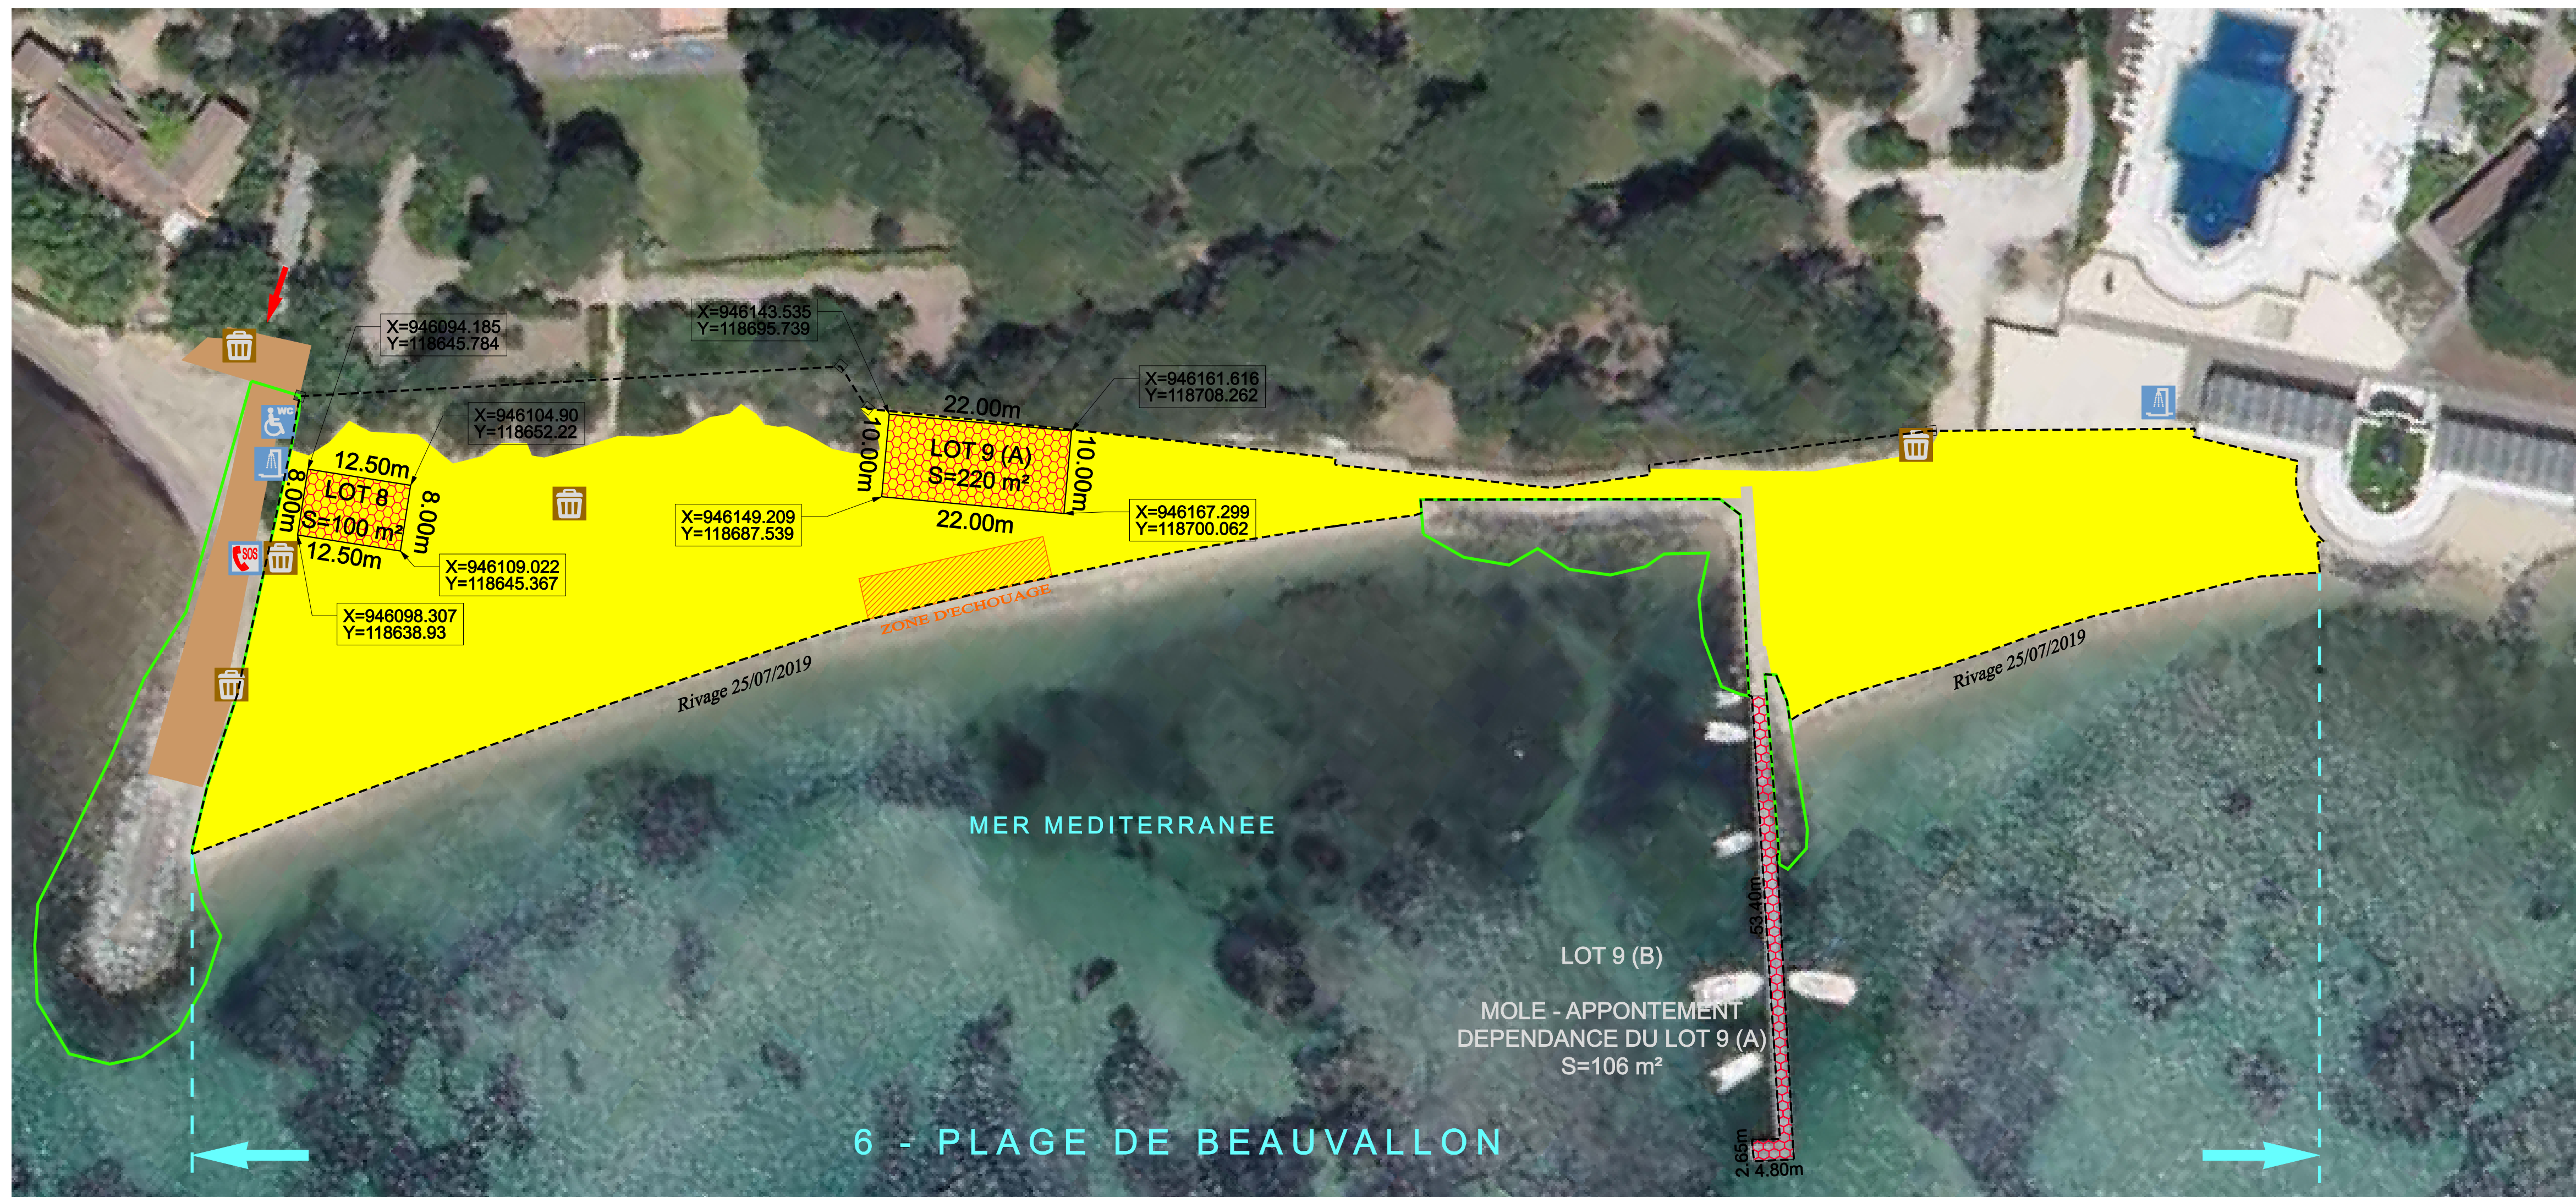 X=946094.185
Y=118645.784
X=946143.535
Y=118695.739
X=946161.616
Y=118708.262
X=946104.90
Y=118652.22
WC
12.50m
8.00m
LOT 8
S=100 m²
8.00m
12.50m
SOS
X=946109.022
Y=118645.367
X=946098.307
Y=118638.93
22.00m
10.00m
LOT 9 (A)
S=220 m²
10.00m
22.00m
X=946149.209
Y=118687.539
X=946167.299
Y=118700.062
ZONE D'ECHOUAGE
Rivage 25/07/2019
Rivage 25/07/2019
MER MEDITERRANEE
53.40m
LOT 9 (B)
MOLE - APPONTEMENT
DEPENDANCE DU LOT 9 (A)
S=106 m²
2.65m
4.80m
6 - PLAGE DE BEAUVALLON